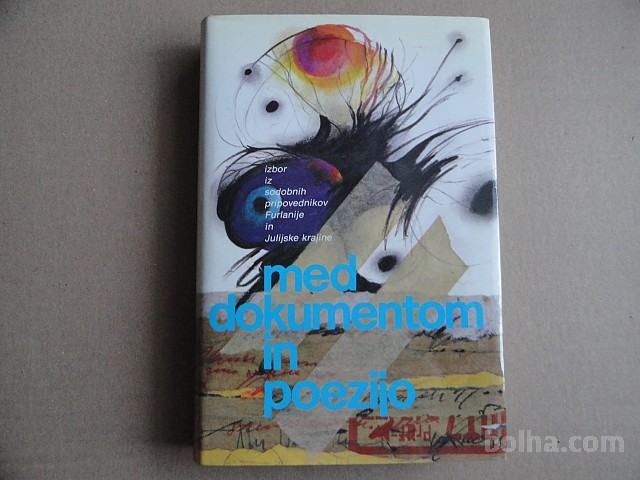 izbor
iz
sodobnih
pripovednikov
Furlanije
in
Julijske krajine
med
dokumentom
in
poezijo
bolha.com